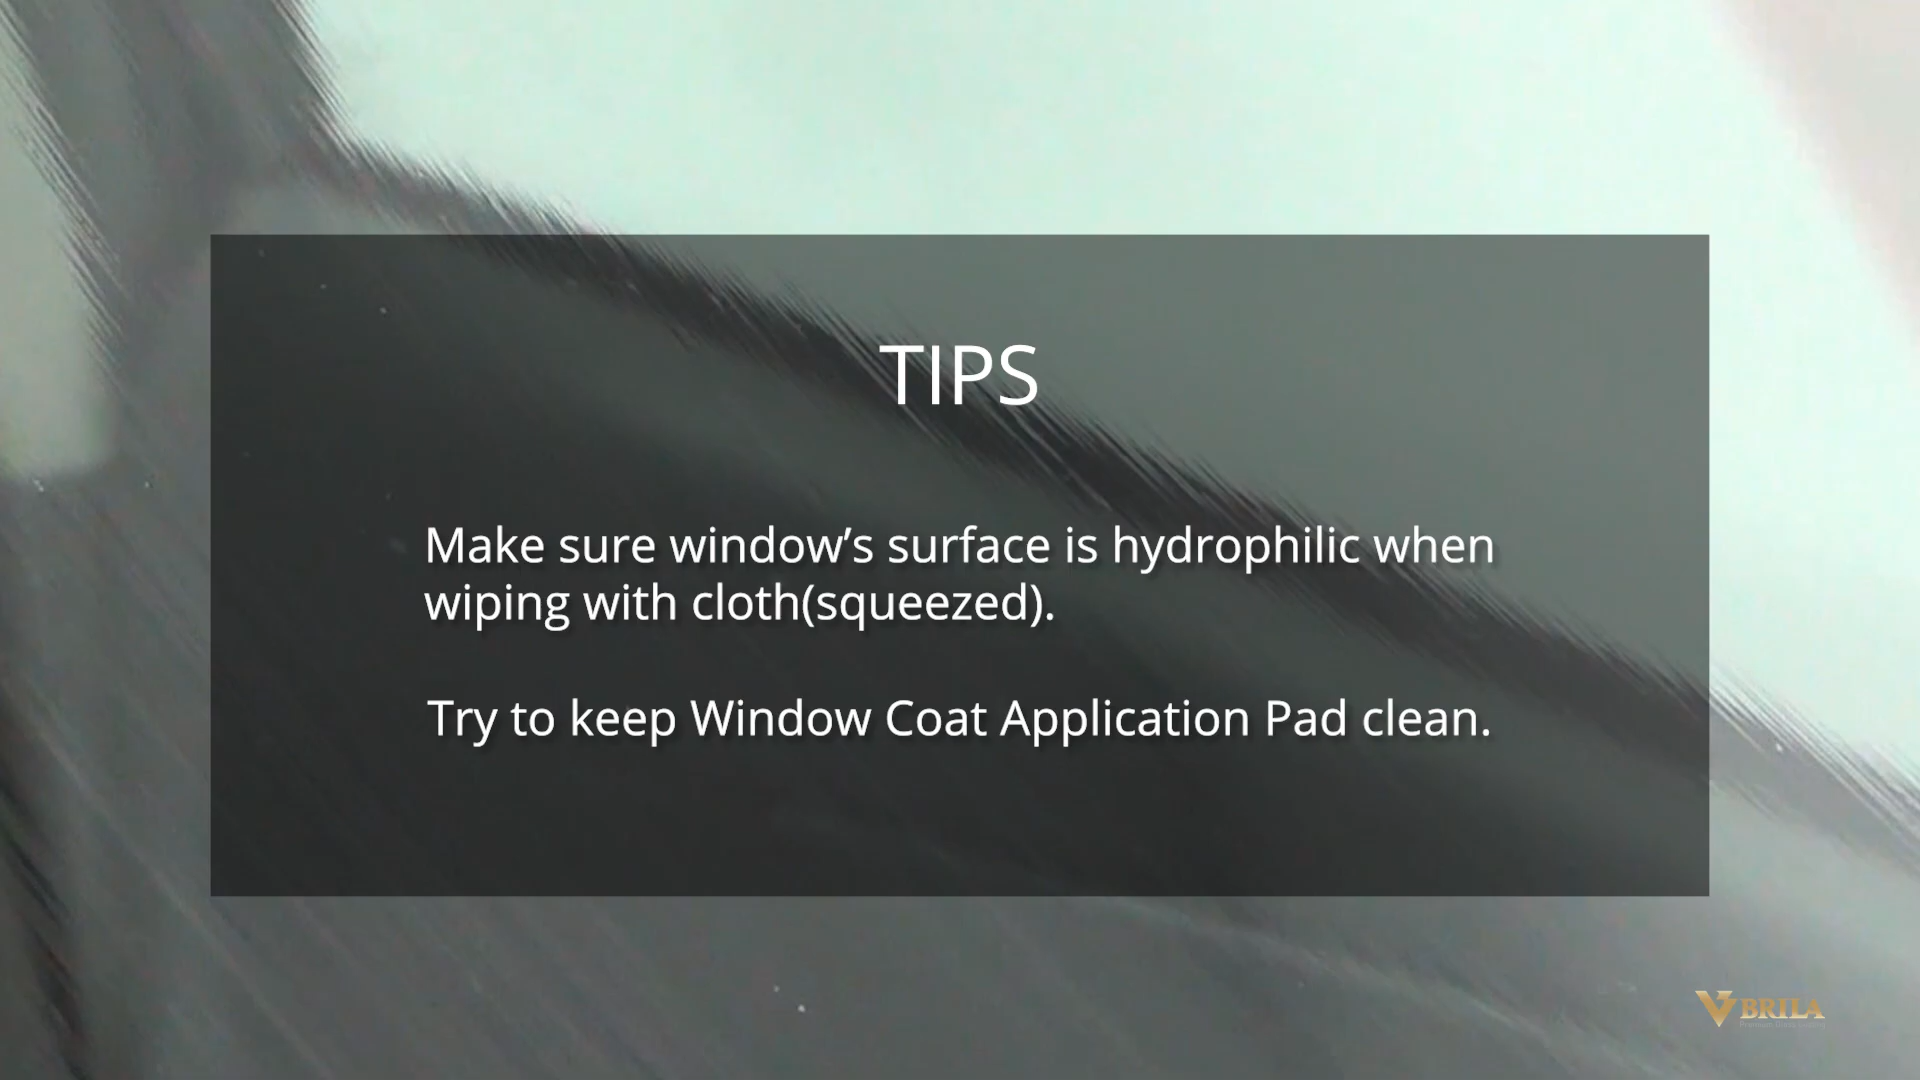 TIPS
Make sure window’s surface is hydrophilic when
wiping with cloth(squeezed).
Try to keep Window Coat Application Pad clean.
BRILA